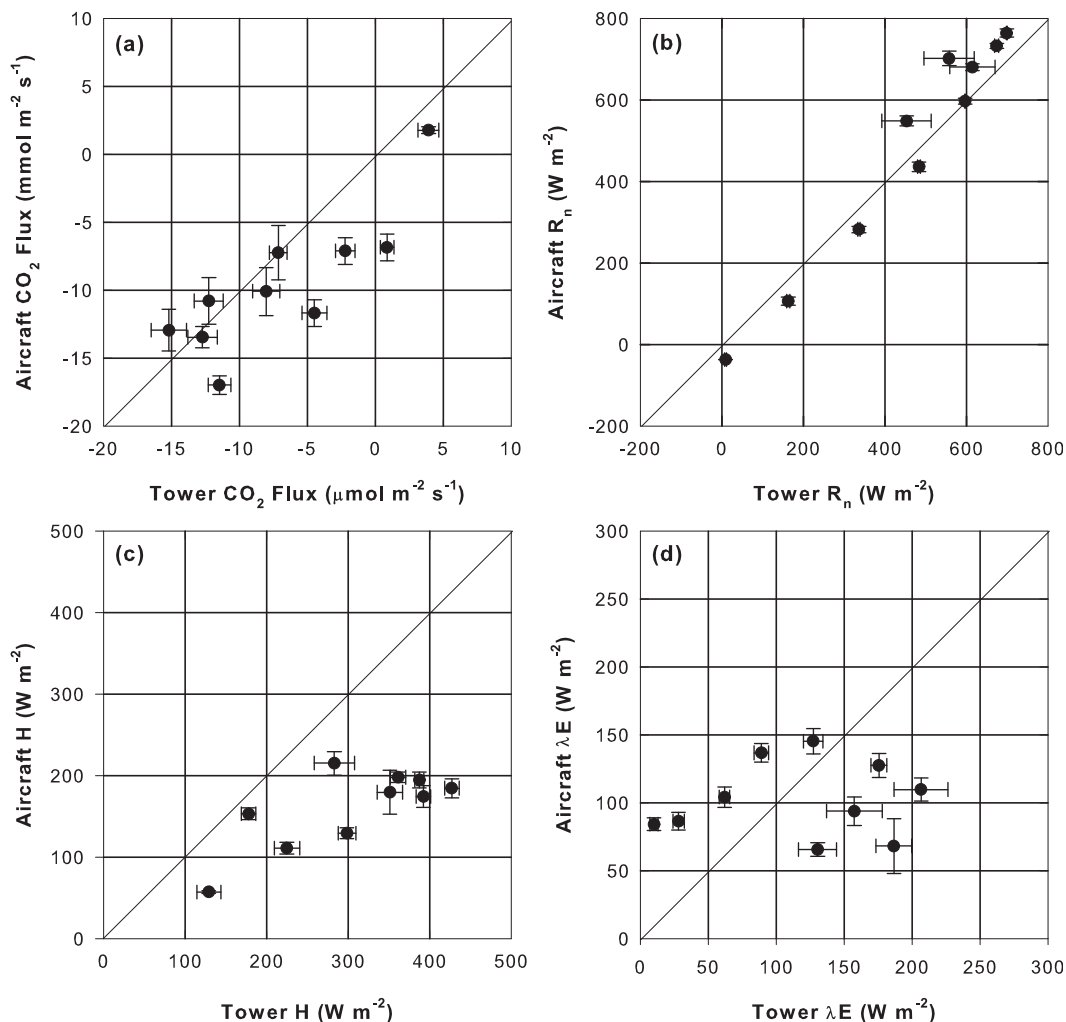 (a)
10
5
0
-5
-10
-15
-20
-20 -15 -10 -5 0 5 10
Aircraft CO2 Flux (mmol m-2 s-1)
Tower CO2 Flux (μmol m-2 s-1)
(b)
800
600
400
200
0
-200
-200 0 200 400 600 800
Aircraft Rn (W m-2)
Tower Rn (W m-2)
(c)
500
400
300
200
100
0
0 100 200 300 400 500
Aircraft H (W m-2)
Tower H (W m-2)
(d)
300
250
200
150
100
50
0
0 50 100 150 200 250 300
Aircraft λE (W m-2)
Tower λE (W m-2)